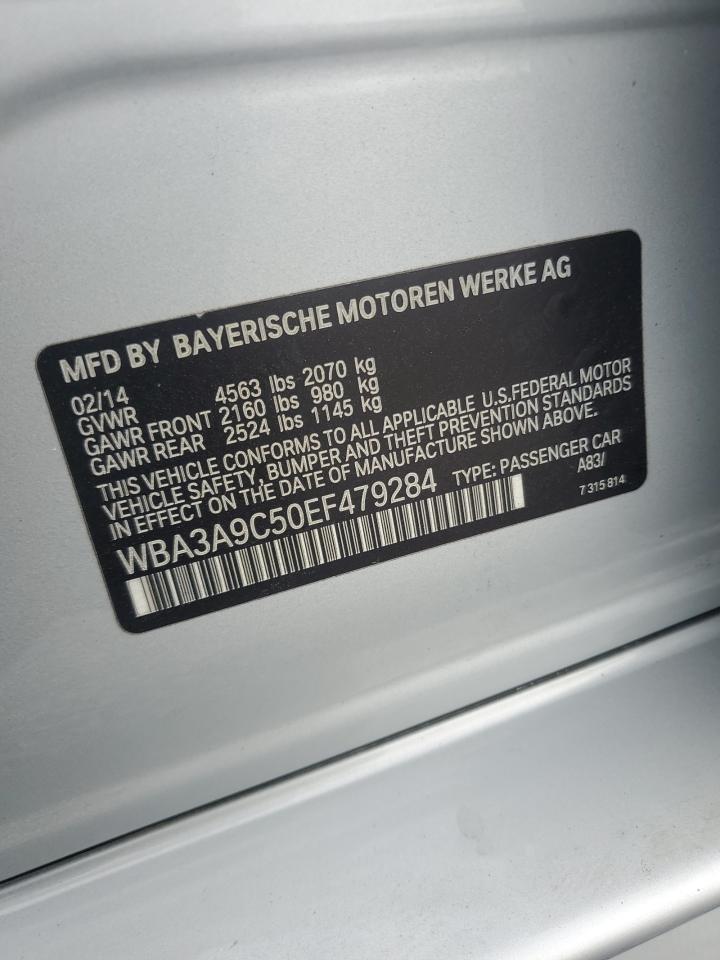 MFD BY BAYERISCHE MOTOREN WERKE AG
02/14
GVWR 4563 lbs 2070 kg
GAWR FRONT 2160 lbs 980 kg
GAWR REAR 2524 lbs 1145 kg
THIS VEHICLE CONFORMS TO ALL APPLICABLE U.S.FEDERAL MOTOR
VEHICLE SAFETY, BUMPER AND THEFT PREVENTION STANDARDS
IN EFFECT ON THE DATE OF MANUFACTURE SHOWN ABOVE.
WBA3A9C50EF479284 TYPE: PASSENGER CAR
A83/
7 315 814